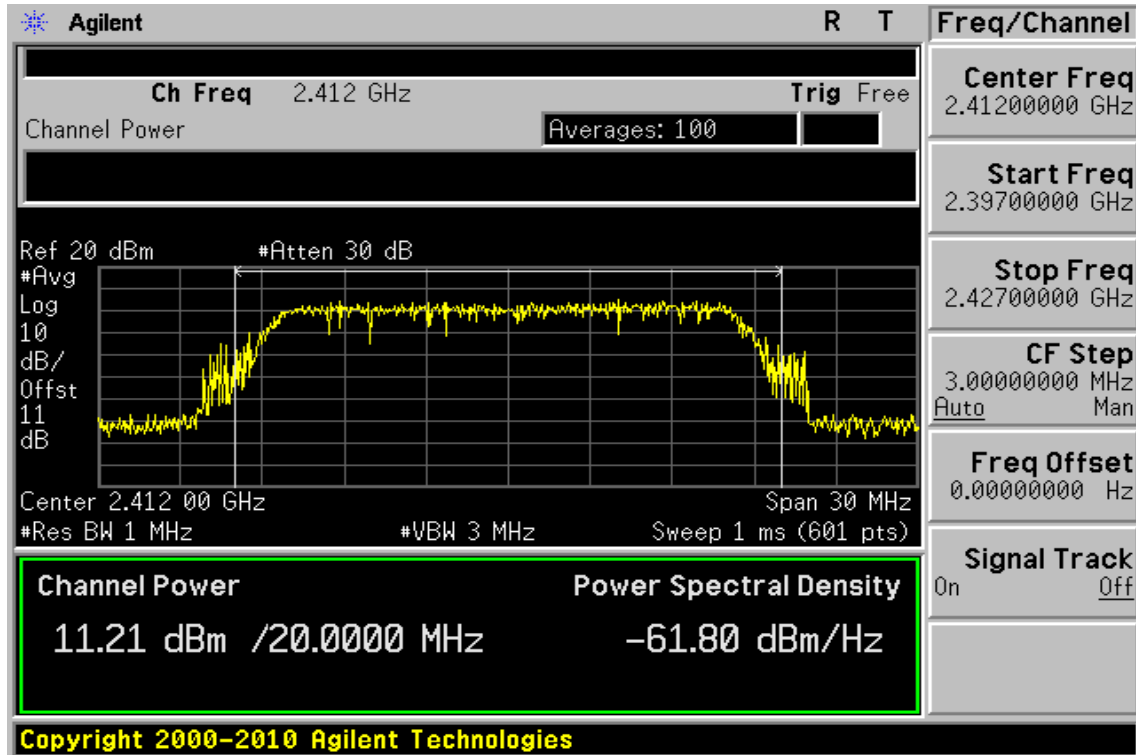 Agilent R T
Freq/Channel
Ch Freq 2.412 GHz Trig Free
Channel Power Averages: 100
Center Freq
2.41200000 GHz
Start Freq
2.39700000 GHz
Stop Freq
2.42700000 GHz
CF Step
3.00000000 MHz
Auto Man
Freq Offset
0.00000000 Hz
Signal Track
On Off
Ref 20 dBm #Atten 30 dB
#Avg
Log
10
dB/
Offst
11
dB
Center 2.412 00 GHz Span 30 MHz
#Res BW 1 MHz #VBW 3 MHz Sweep 1 ms (601 pts)
Channel Power Power Spectral Density
11.21 dBm /20.0000 MHz -61.80 dBm/Hz
Copyright 2000-2010 Agilent Technologies